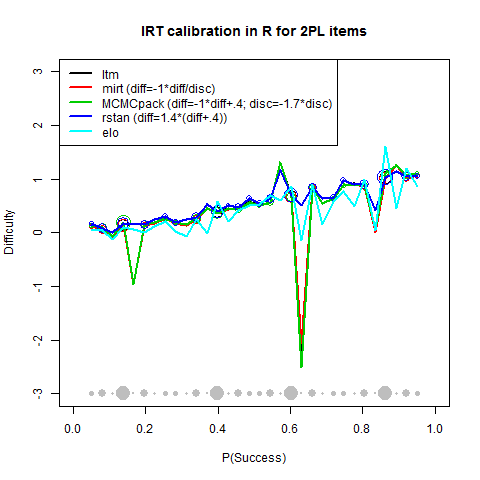 IRT calibration in R for 2PL items
ltm
mirt (diff=-1*diff/disc)
MCMCpack (diff=-1*diff+.4; disc=-1.7*disc)
rstan (diff=1.4*(diff+.4))
elo
Difficulty
3
2
1
0
-1
-2
-3
0.0 0.2 0.4 0.6 0.8 1.0
P(Success)